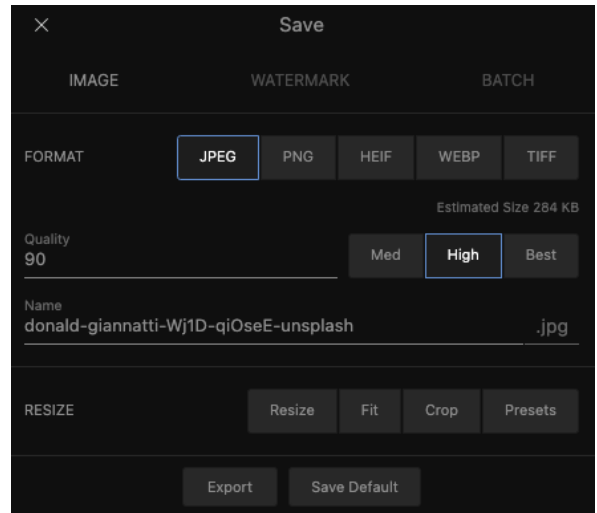 Save
IMAGE WATERMARK BATCH
FORMAT JPEG PNG HEIF WEBP TIFF
Estimated Size 284 KB
Quality
90 Med High Best
Name
donald-giannatti-Wj1D-qiOseE-unsplash .jpg
RESIZE Resize Fit Crop Presets
Export Save Default